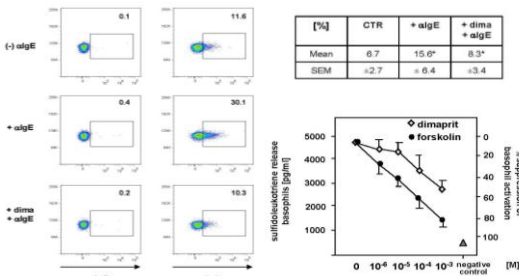 0.1
11.6
(-) αIgE
0.4
30.1
+ αIgE
0.2
10.3
+ dima
+ αIgE
[%] CTR + αIgE + dima + αIgE
Mean 6.7 15.6* 8.3*
SEM ±2.7 ± 6.4 ±3.4
dimaprit
forskolin
sulfidoleukotriene release
basophils [pg/ml]
5000
4000
3000
2000
1000
0
20
40
60
80
100
basophil activation
0 10-6 10-5 10-4 10-3 negative control [M]